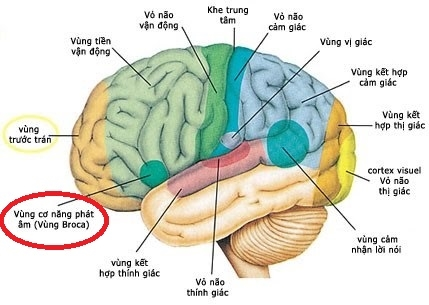 Khe trung
tâm
Vỏ não
vận động
Vỏ não
cảm giác
Vùng tiền
vận động
Vùng vị giác
Vùng kết hợp
cảm giác
Vùng kết
hợp thị giác
vùng
trước trán
cortex visuel
Vỏ não
thị giác
Vùng cơ năng phát
âm (Vùng Broca)
vùng cảm
nhận lời nói
vùng kết
hợp thính giác
Vỏ não
thính giác